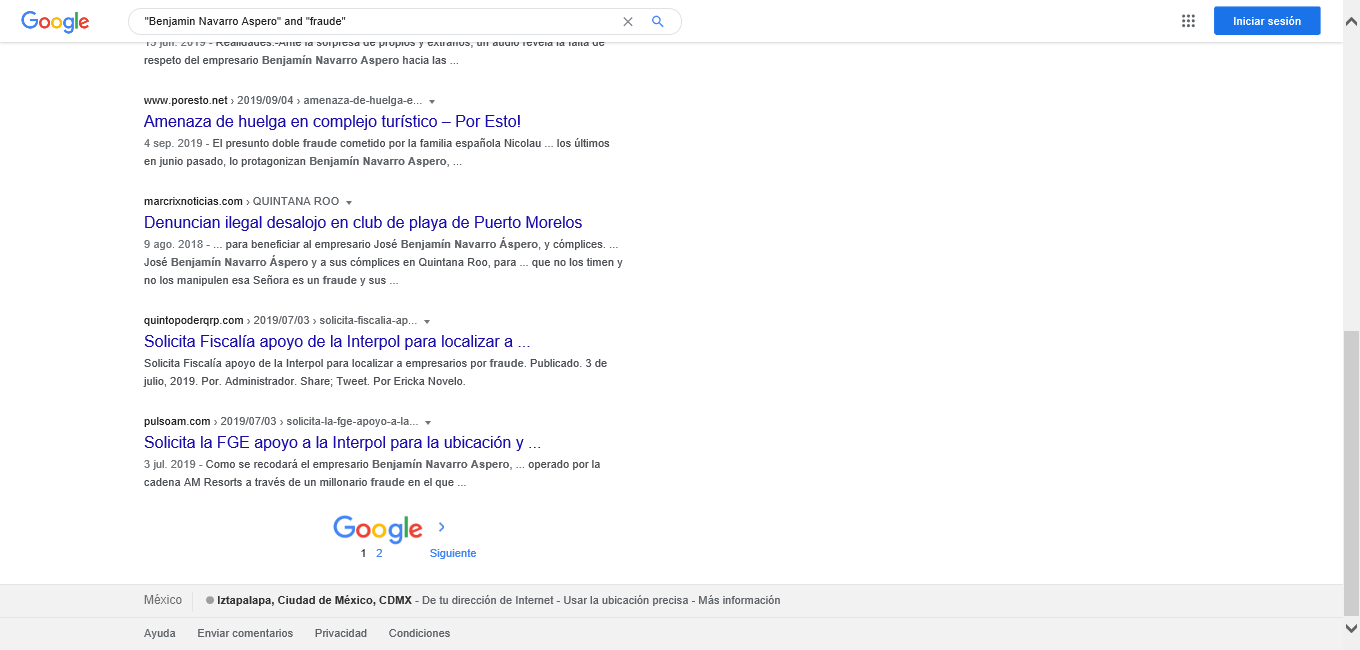 Google
"Benjamin Navarro Aspero" and "fraude"
Iniciar sesión
15 jun. 2019 - Realidades.-Ante la sorpresa de propios y extraños, un audio revela la falta de
respeto del empresario Benjamín Navarro Aspero hacia las ...
www.poresto.net › 2019/09/04 › amenaza-de-huelga-e...
Amenaza de huelga en complejo turístico – Por Esto!
4 sep. 2019 - El presunto doble fraude cometido por la familia española Nicolau ... los últimos
en junio pasado, lo protagonizan Benjamín Navarro Aspero, ...
marcrixnoticias.com › QUINTANA ROO
Denuncian ilegal desalojo en club de playa de Puerto Morelos
9 ago. 2018 - ... para beneficiar al empresario José Benjamín Navarro Áspero, y cómplices. ...
José Benjamín Navarro Áspero y a sus cómplices en Quintana Roo, para ... que no los timen y
no los manipulen esa Señora es un fraude y sus ...
quintopoderqrp.com › 2019/07/03 › solicita-fiscalia-ap...
Solicita Fiscalía apoyo de la Interpol para localizar a ...
Solicita Fiscalía apoyo de la Interpol para localizar a empresarios por fraude. Publicado. 3 de
julio, 2019. Por. Administrador. Share; Tweet. Por Ericka Novelo.
pulsoam.com › 2019/07/03 › solicita-la-fge-apoyo-a-la...
Solicita la FGE apoyo a la Interpol para la ubicación y ...
3 jul. 2019 - Como se recodará el empresario Benjamín Navarro Aspero, ... operado por la
cadena AM Resorts a través de un millonario fraude en el que ...
Google
1 2 Siguiente
México Iztapalapa, Ciudad de México, CDMX - De tu dirección de Internet - Usar la ubicación precisa - Más información
Ayuda Enviar comentarios Privacidad Condiciones